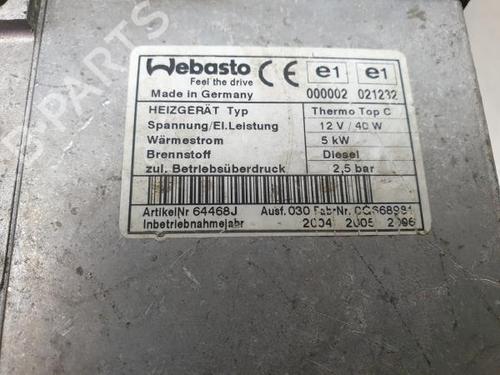 Webasto
Feel the drive
Made in Germany
CE
e1 e1
000002 021232
HEIZGERÄT Typ Thermo Top C
Spannung/El.Leistung 12 V / 40 W
Wärmestrom 5 kW
Brennstoff Diesel
zul. Betriebsüberdruck 2,5 bar
ArtikelNr 64468J Ausf.030 Fab-Nr.
Inbetriebnahmejahr 2004 2005 2006